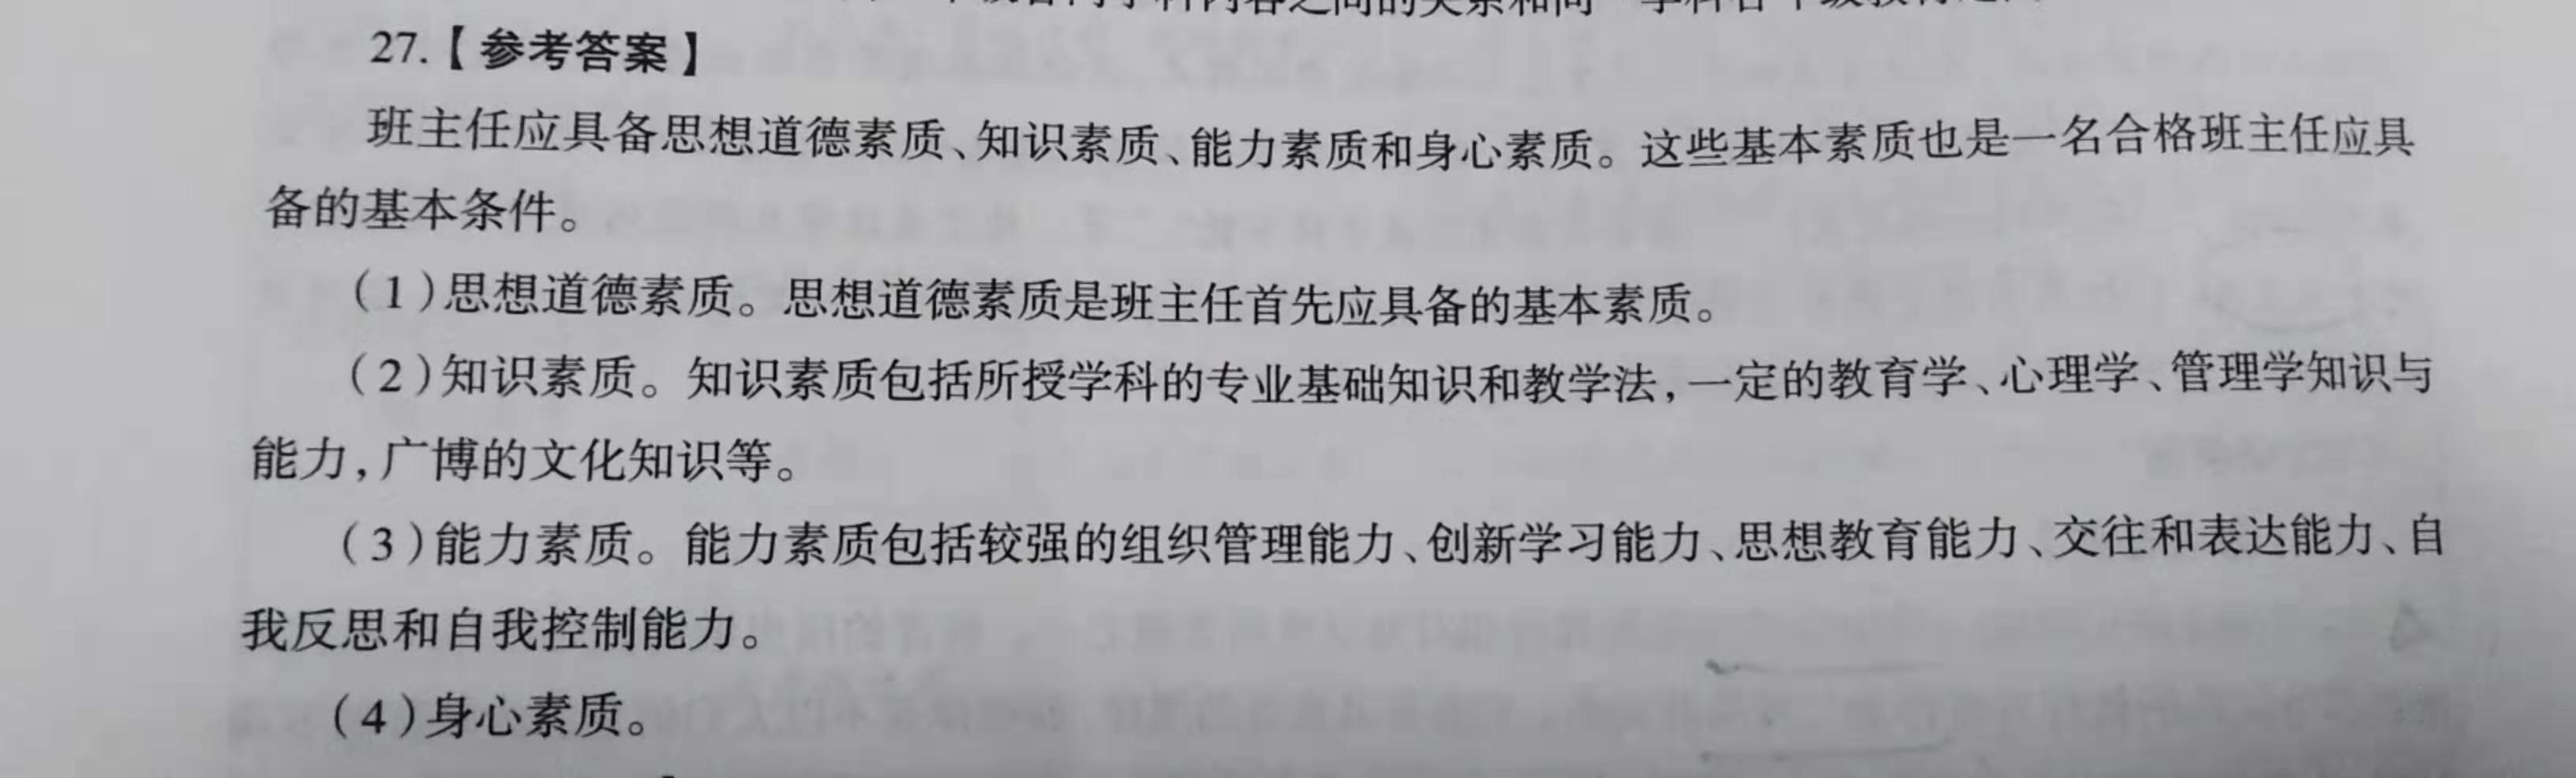 27.【参考答案】
班主任应具备思想道德素质、知识素质、能力素质和身心素质。这些基本素质也是一名合格班主任应具
备的基本条件。
(1)思想道德素质。思想道德素质是班主任首先应具备的基本素质。
(2)知识素质。知识素质包括所授学科的专业基础知识和教学法,一定的教育学、心理学、管理学知识与
能力,广博的文化知识等。
(3)能力素质。能力素质包括较强的组织管理能力、创新学习能力、思想教育能力、交往和表达能力、自
我反思和自我控制能力。
(4)身心素质。